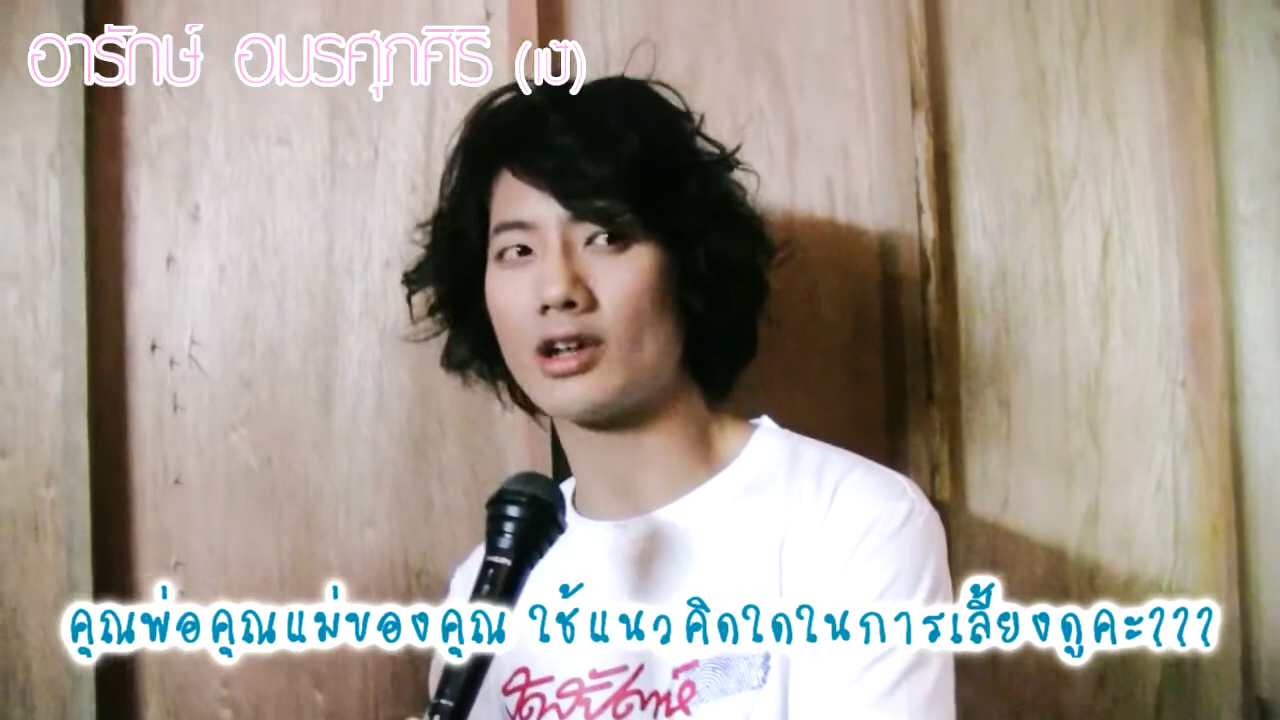 อารักษ์ อมรศุภศิริ (เป้)
คุณพ่อคุณแม่ของคุณ ใช้แนวคิดใดในการเลี้ยงดูคะ???